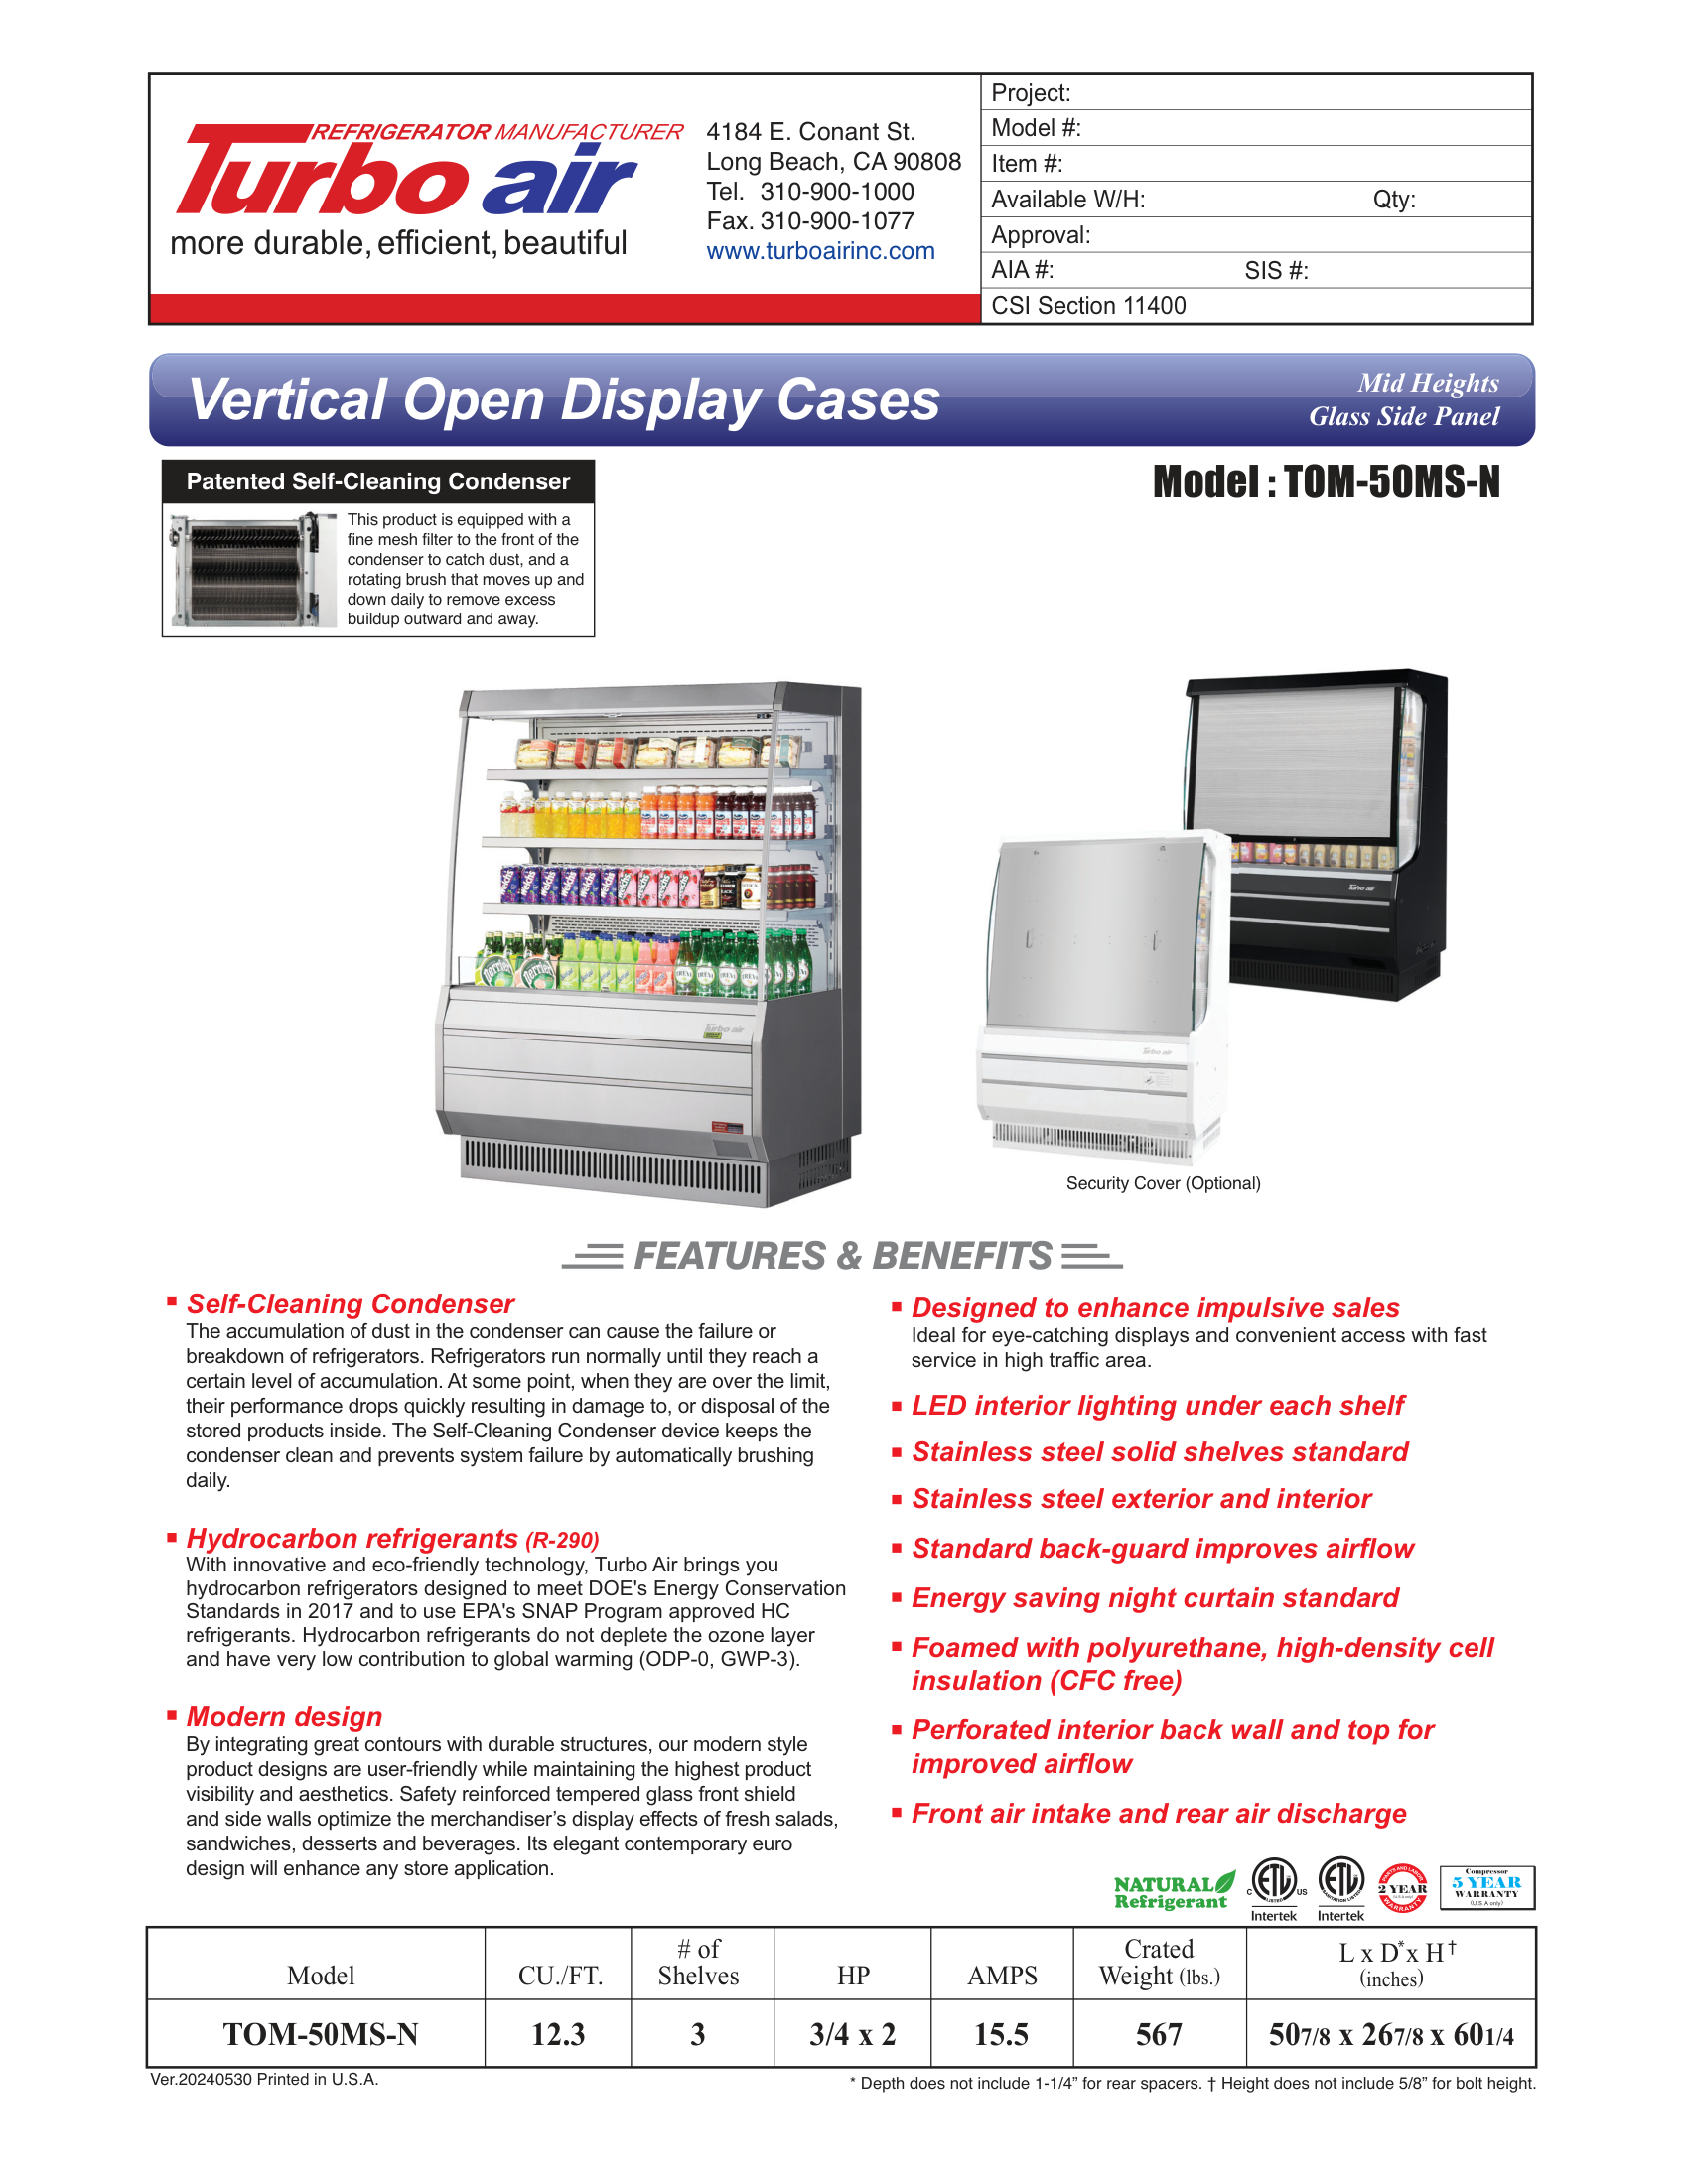 REFRIGERATOR MANUFACTURER
Turbo air
more durable, efficient, beautiful
4184 E. Conant St.
Long Beach, CA 90808
Tel. 310-900-1000
Fax. 310-900-1077
www.turboairinc.com
Project:
Model #:
Item #:
Available W/H: Qty:
Approval:
AIA #: SIS #:
CSI Section 11400
Vertical Open Display Cases
Mid Heights
Glass Side Panel
Patented Self-Cleaning Condenser
This product is equipped with a
fine mesh filter to the front of the
condenser to catch dust, and a
rotating brush that moves up and
down daily to remove excess
buildup outward and away.
Model : TOM-50MS-N
Perrier
Perrier
Turbo air
Turbo air
Turbo air
Security Cover (Optional)
FEATURES & BENEFITS
Self-Cleaning Condenser
The accumulation of dust in the condenser can cause the failure or
breakdown of refrigerators. Refrigerators run normally until they reach a
certain level of accumulation. At some point, when they are over the limit,
their performance drops quickly resulting in damage to, or disposal of the
stored products inside. The Self-Cleaning Condenser device keeps the
condenser clean and prevents system failure by automatically brushing
daily.
Hydrocarbon refrigerants (R-290)
With innovative and eco-friendly technology, Turbo Air brings you
hydrocarbon refrigerators designed to meet DOE's Energy Conservation
Standards in 2017 and to use EPA's SNAP Program approved HC
refrigerants. Hydrocarbon refrigerants do not deplete the ozone layer
and have very low contribution to global warming (ODP-0, GWP-3).
Modern design
By integrating great contours with durable structures, our modern style
product designs are user-friendly while maintaining the highest product
visibility and aesthetics. Safety reinforced tempered glass front shield
and side walls optimize the merchandiser’s display effects of fresh salads,
sandwiches, desserts and beverages. Its elegant contemporary euro
design will enhance any store application.
Designed to enhance impulsive sales
Ideal for eye-catching displays and convenient access with fast
service in high traffic area.
LED interior lighting under each shelf
Stainless steel solid shelves standard
Stainless steel exterior and interior
Standard back-guard improves airflow
Energy saving night curtain standard
Foamed with polyurethane, high-density cell
insulation (CFC free)
Perforated interior back wall and top for
improved airflow
Front air intake and rear air discharge
NATURAL
Refrigerant
C ETL US
LISTED
Intertek
ETL
SANITATION LISTED
Intertek
PARTS AND LABOR
2 YEAR
(U.S.A only)
WARRANTY
Compressor
5 YEAR
WARRANTY
(U.S.A only)
Model CU./FT. # of Shelves HP AMPS Crated Weight (lbs.) L x D* x H† (inches)
TOM-50MS-N 12.3 3 3/4 x 2 15.5 567 507/8 x 267/8 x 601/4
Ver.20240530 Printed in U.S.A.
* Depth does not include 1-1/4” for rear spacers. † Height does not include 5/8” for bolt height.